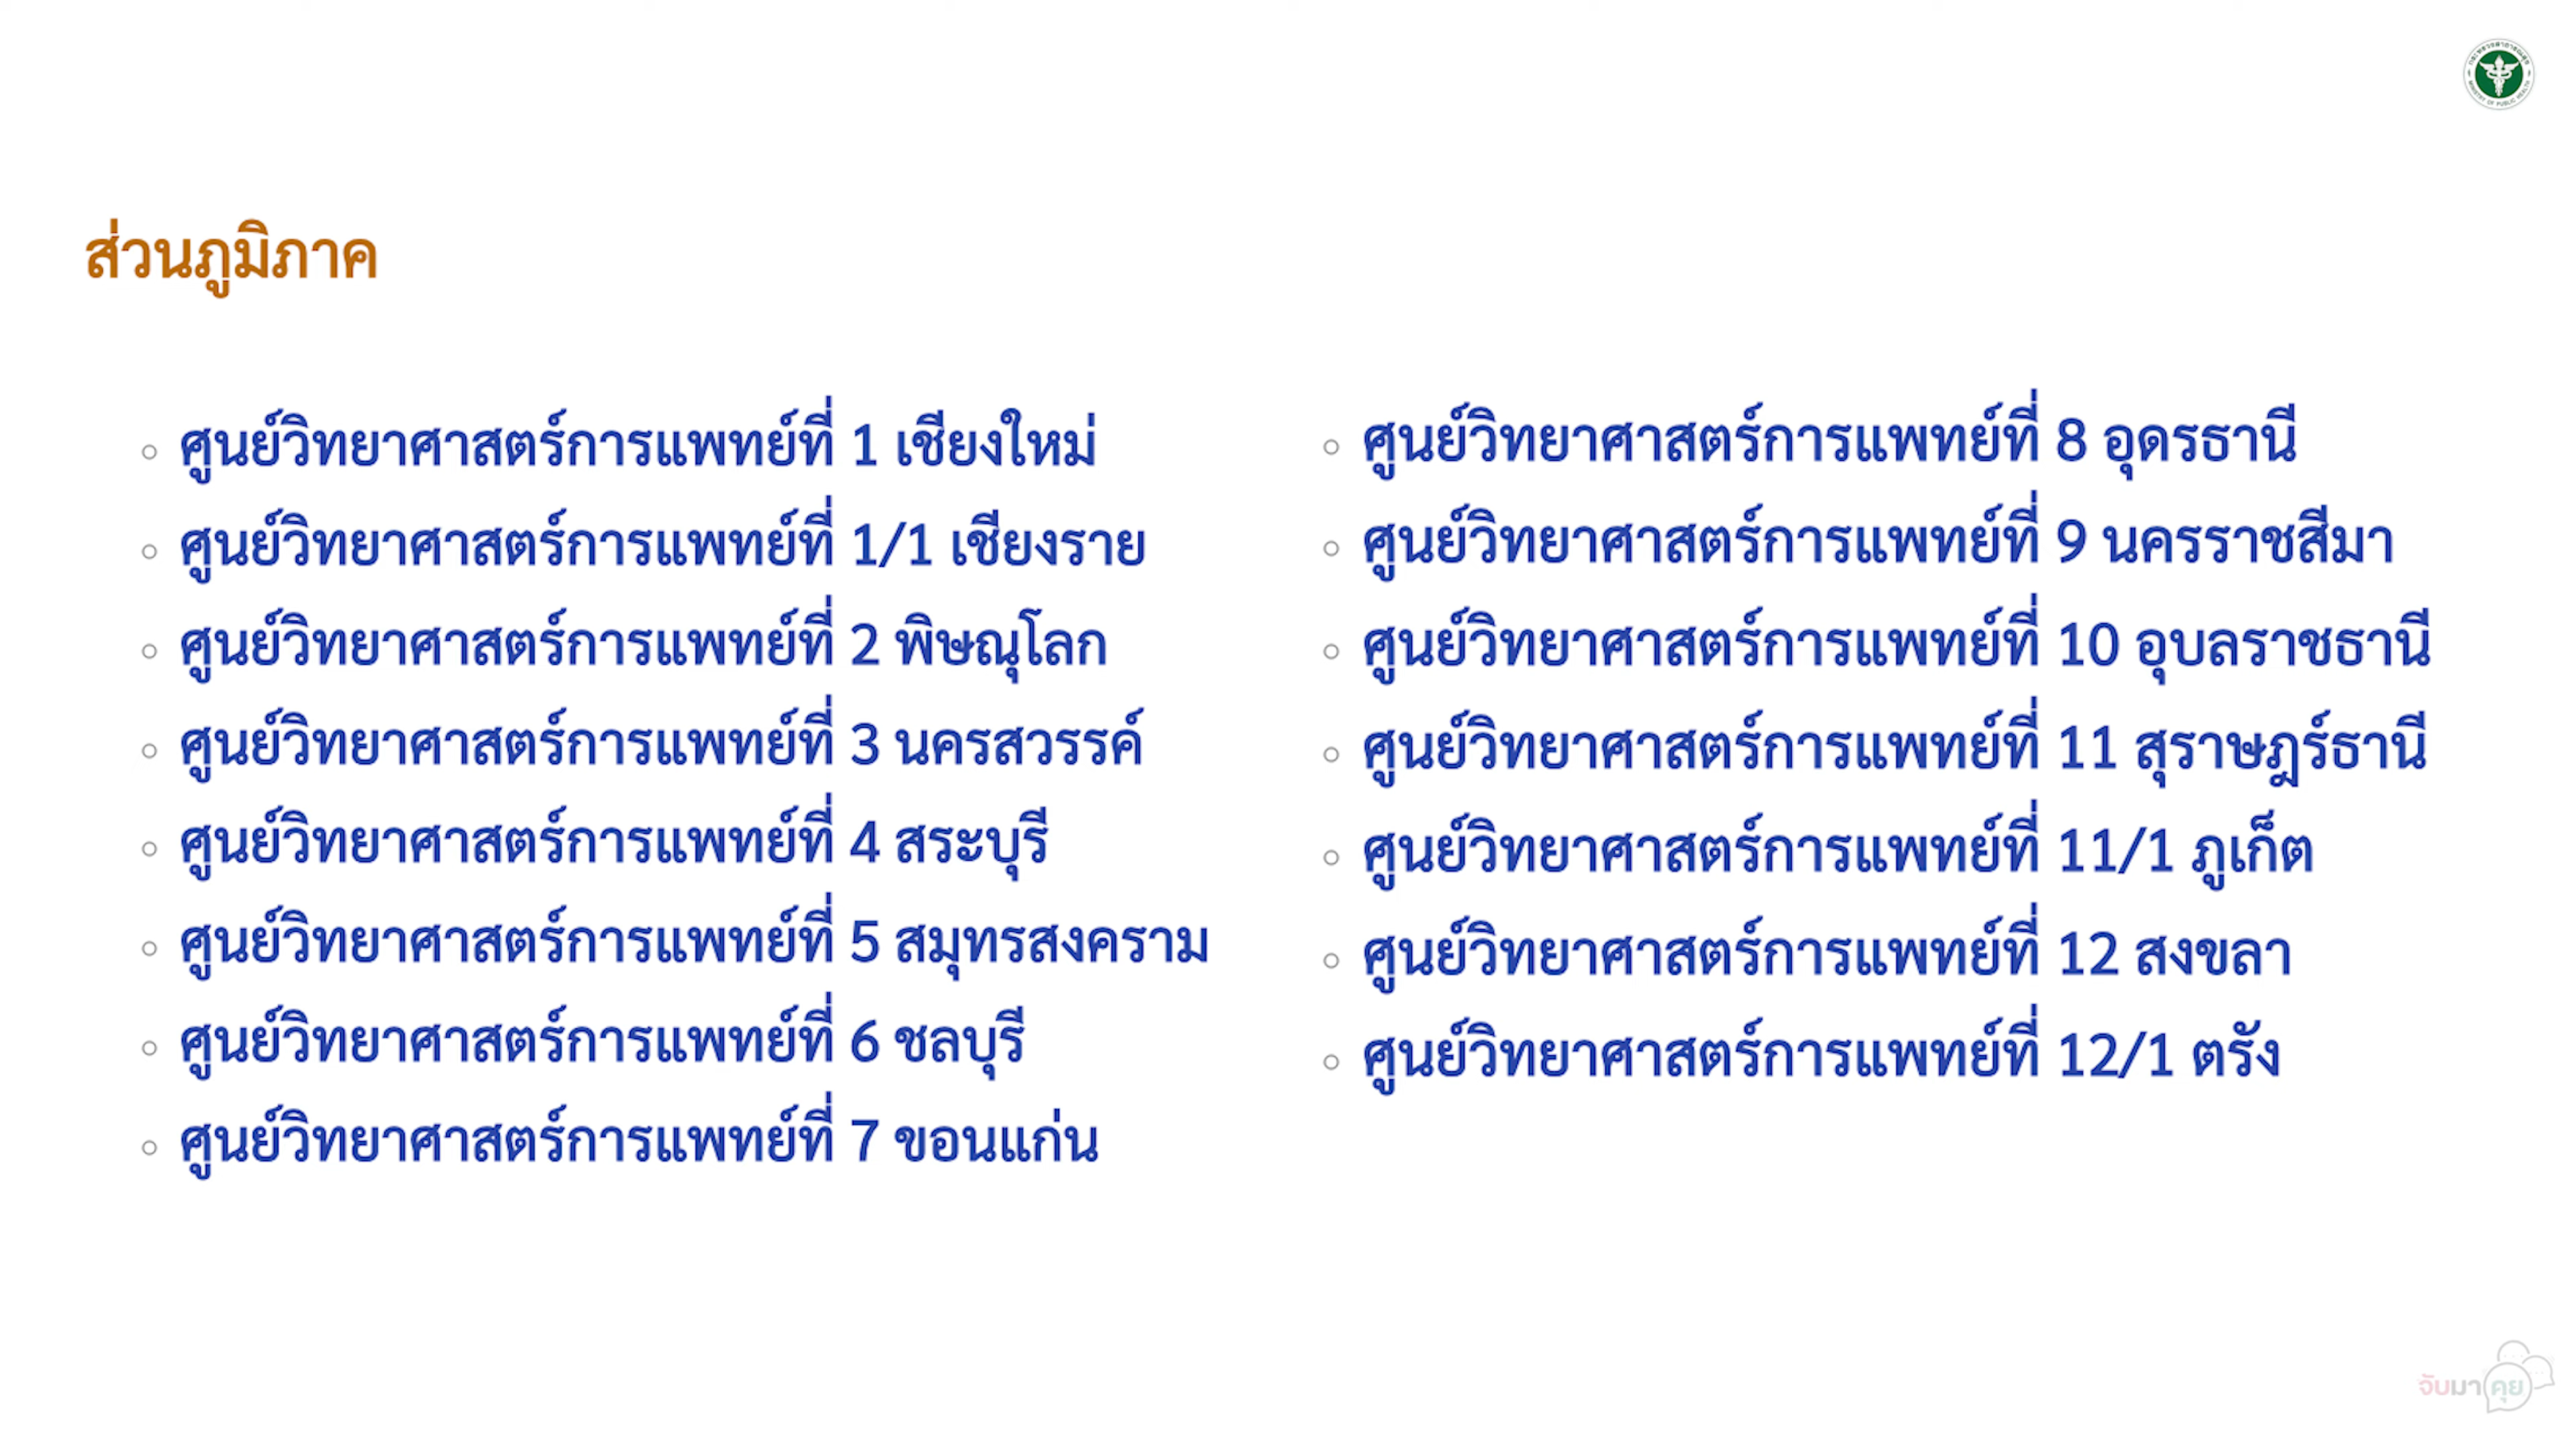 ส่วนภูมิภาค
ศูนย์วิทยาศาสตร์การแพทย์ที่ 1 เชียงใหม่
ศูนย์วิทยาศาสตร์การแพทย์ที่ 1/1 เชียงราย
ศูนย์วิทยาศาสตร์การแพทย์ที่ 2 พิษณุโลก
ศูนย์วิทยาศาสตร์การแพทย์ที่ 3 นครสวรรค์
ศูนย์วิทยาศาสตร์การแพทย์ที่ 4 สระบุรี
ศูนย์วิทยาศาสตร์การแพทย์ที่ 5 สมุทรสงคราม
ศูนย์วิทยาศาสตร์การแพทย์ที่ 6 ชลบุรี
ศูนย์วิทยาศาสตร์การแพทย์ที่ 7 ขอนแก่น
ศูนย์วิทยาศาสตร์การแพทย์ที่ 8 อุดรธานี
ศูนย์วิทยาศาสตร์การแพทย์ที่ 9 นครราชสีมา
ศูนย์วิทยาศาสตร์การแพทย์ที่ 10 อุบลราชธานี
ศูนย์วิทยาศาสตร์การแพทย์ที่ 11 สุราษฎร์ธานี
ศูนย์วิทยาศาสตร์การแพทย์ที่ 11/1 ภูเก็ต
ศูนย์วิทยาศาสตร์การแพทย์ที่ 12 สงขลา
ศูนย์วิทยาศาสตร์การแพทย์ที่ 12/1 ตรัง
กระทรวงสาธารณสุข
MINISTRY OF PUBLIC HEALTH
จับมาคุย